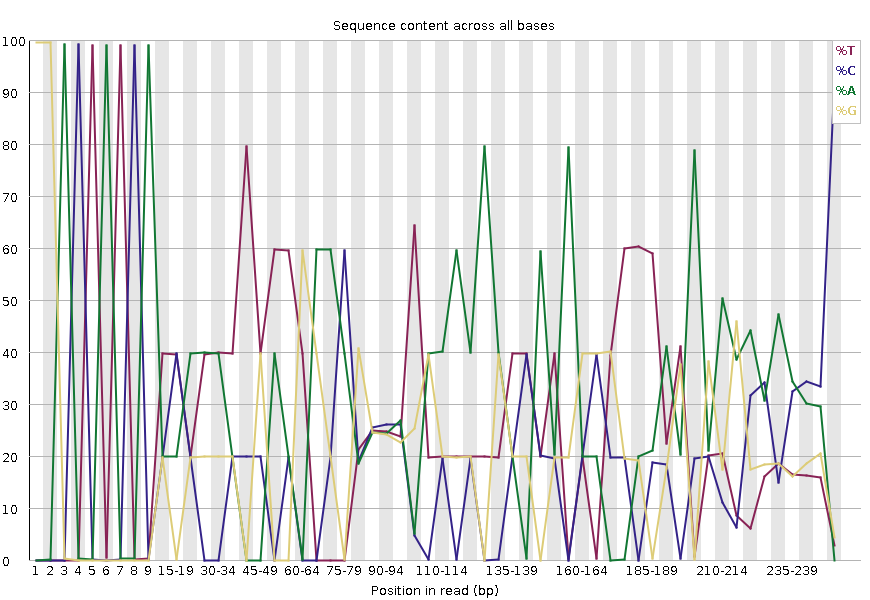 Sequence content across all bases
%T
%C
%A
%G
100
90
80
70
60
50
40
30
20
10
0
1 2 3 4 5 6 7 8 9 15-19 30-34 45-49 60-64 75-79 90-94 110-114 135-139 160-164 185-189 210-214 235-239
Position in read (bp)